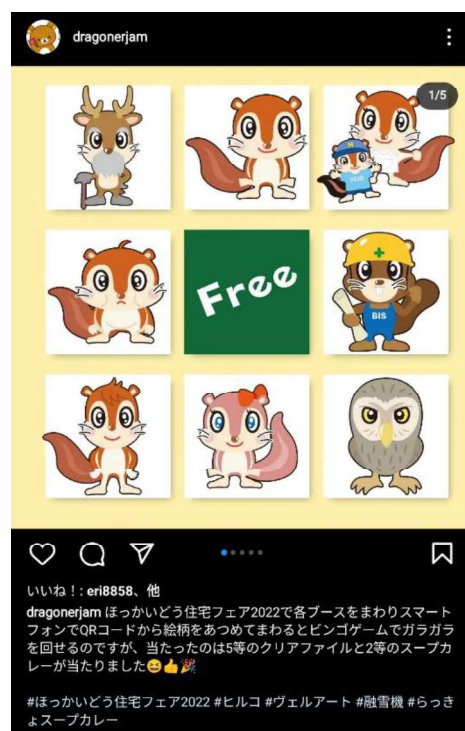 dragonerjam
1/5
Free
BIS
いいね！: eri8858、他
dragonerjam ほっかいどう住宅フェア2022で各ブースをまわりスマート
フォンでQRコードから絵柄をあつめてまわるとビンゴゲームでガラガラ
を回せるのですが、当たったのは5等のクリアファイルと2等のスープカ
レーが当たりました😆👍🎉
#ほっかいどう住宅フェア2022 #ヒルコ #ヴェルアート #融雪機 #らっき
ょスープカレー